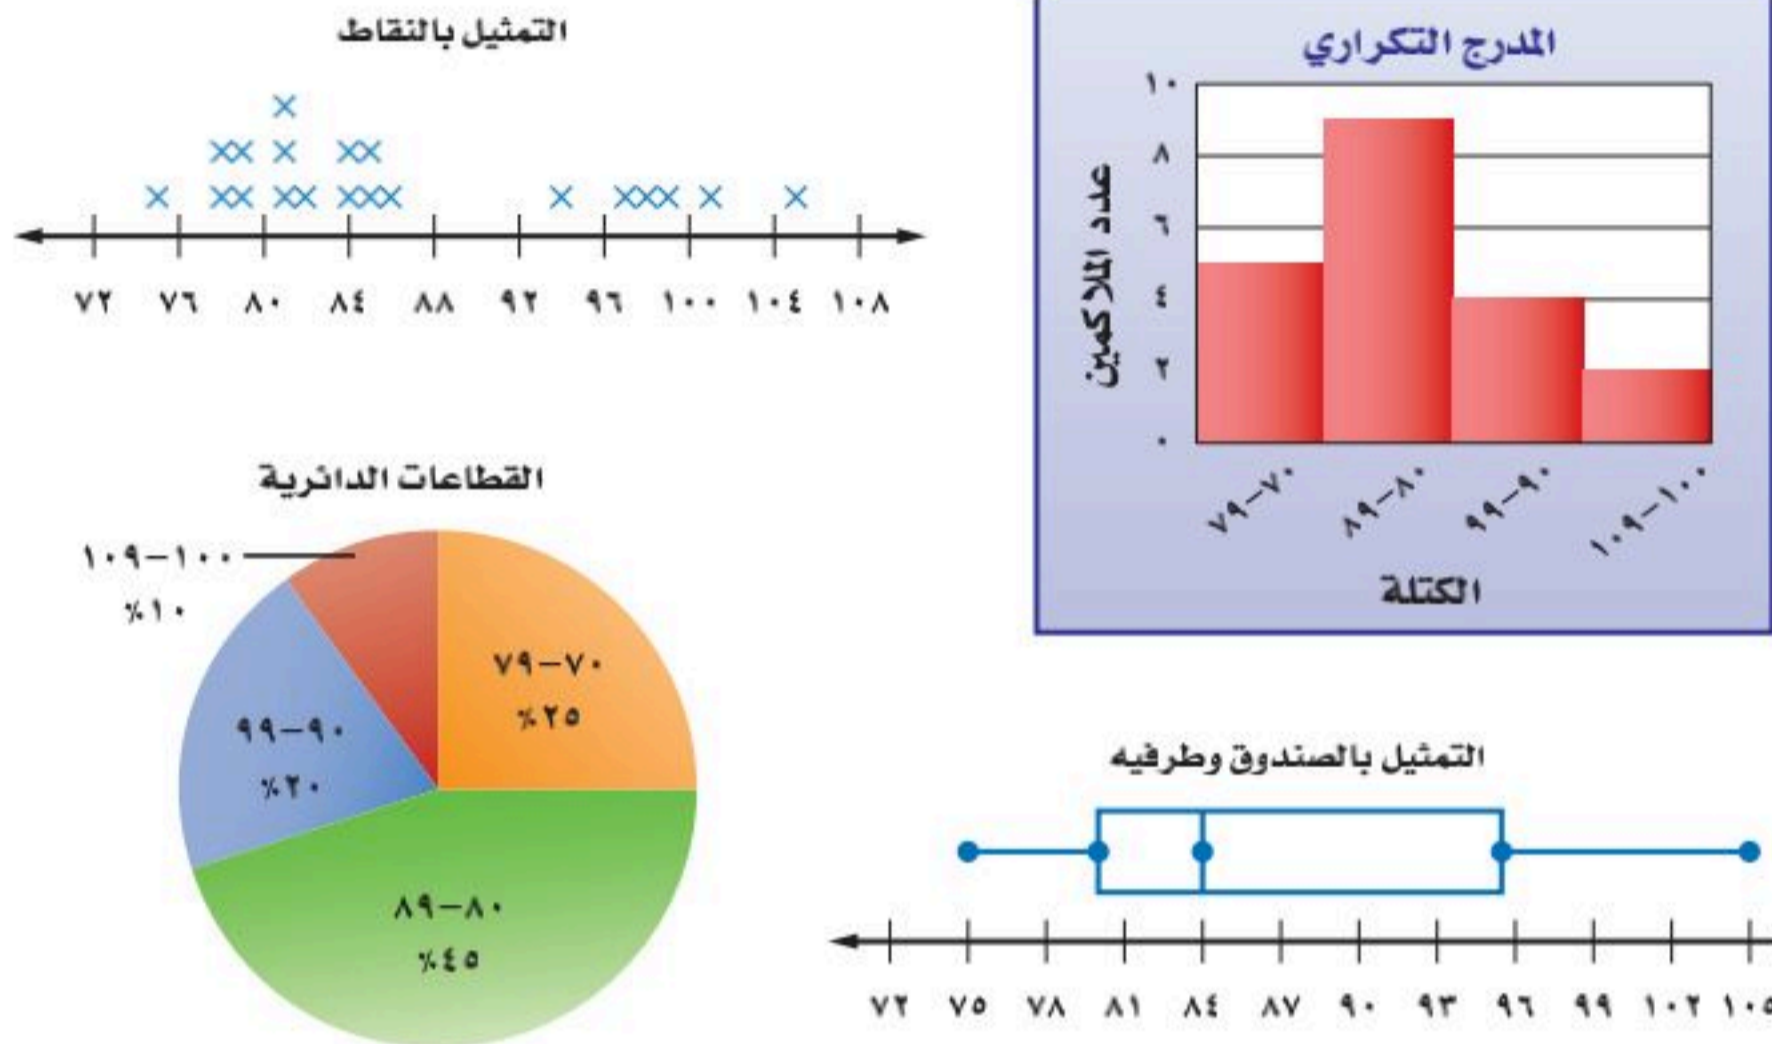 المدرج التكراري
١٠
٨
٦
٤
٢
٠
عدد الملاكمين
٧٠–٧٩
٨٠–٨٩
٩٠–٩٩
١٠٠–١٠٩
الكتلة
التمثيل بالنقاط
٧٢ ٧٦ ٨٠ ٨٤ ٨٨ ٩٢ ٩٦ ١٠٠ ١٠٤ ١٠٨
القطاعات الدائرية
١٠٠–١٠٩
١٠٪
٧٠–٧٩
٢٥٪
٩٠–٩٩
٢٠٪
٨٠–٨٩
٤٥٪
التمثيل بالصندوق وطرفيه
٧٢ ٧٥ ٧٨ ٨١ ٨٤ ٨٧ ٩٠ ٩٣ ٩٦ ٩٩ ١٠٢ ١٠٥